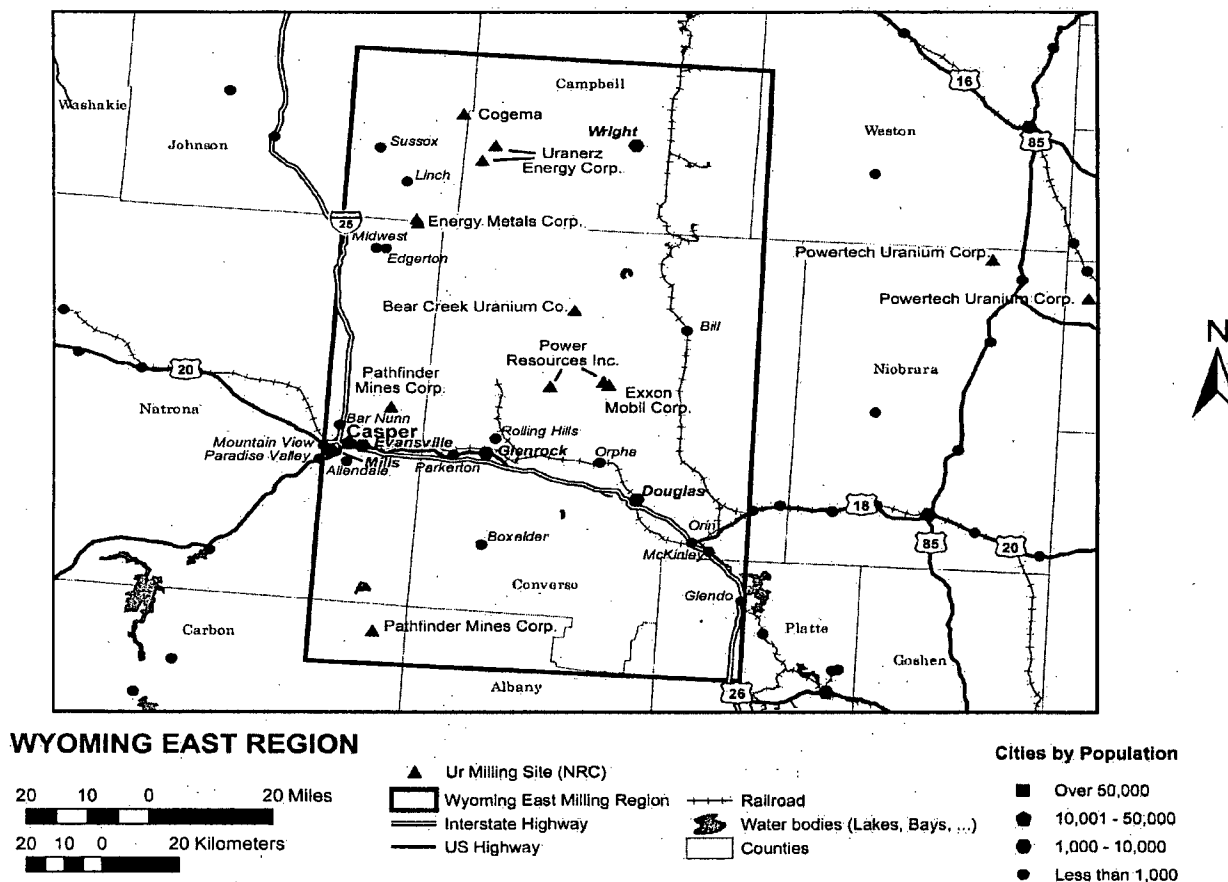 Campbell
16
Washakie
Cogema
Weston
Johnson
Sussox
Wright
85
Uranerz
Energy Corp.
Linch
25
Energy Metals Corp.
Midwest
Edgerton
Powertech Uranium Corp.
Powertech Uranium Corp.
Bear Creek Uranium Co.
Bill
N
Power
Resources Inc.
20
Pathfinder
Mines Corp.
Niobrara
Exxon
Mobil Corp.
Natrona
Bar Nunn
Casper
Rolling Hills
Mountain View
Evansville
Glenrock
Paradise Valley
Mills
Allendale
Parkerton
Orpha
Douglas
18
Orin
Boxelder
McKinley
85
20
Converso
Glendo
Carbon
Pathfinder Mines Corp.
Platte
Goshen
Albany
26
WYOMING EAST REGION
20 10 0 20 Miles
20 10 0 20 Kilometers
Ur Milling Site (NRC)
Wyoming East Milling Region
Interstate Highway
US Highway
Railroad
Water bodies (Lakes, Bays, ...)
Counties
Cities by Population
Over 50,000
10,001 - 50,000
1,000 - 10,000
Less than 1,000